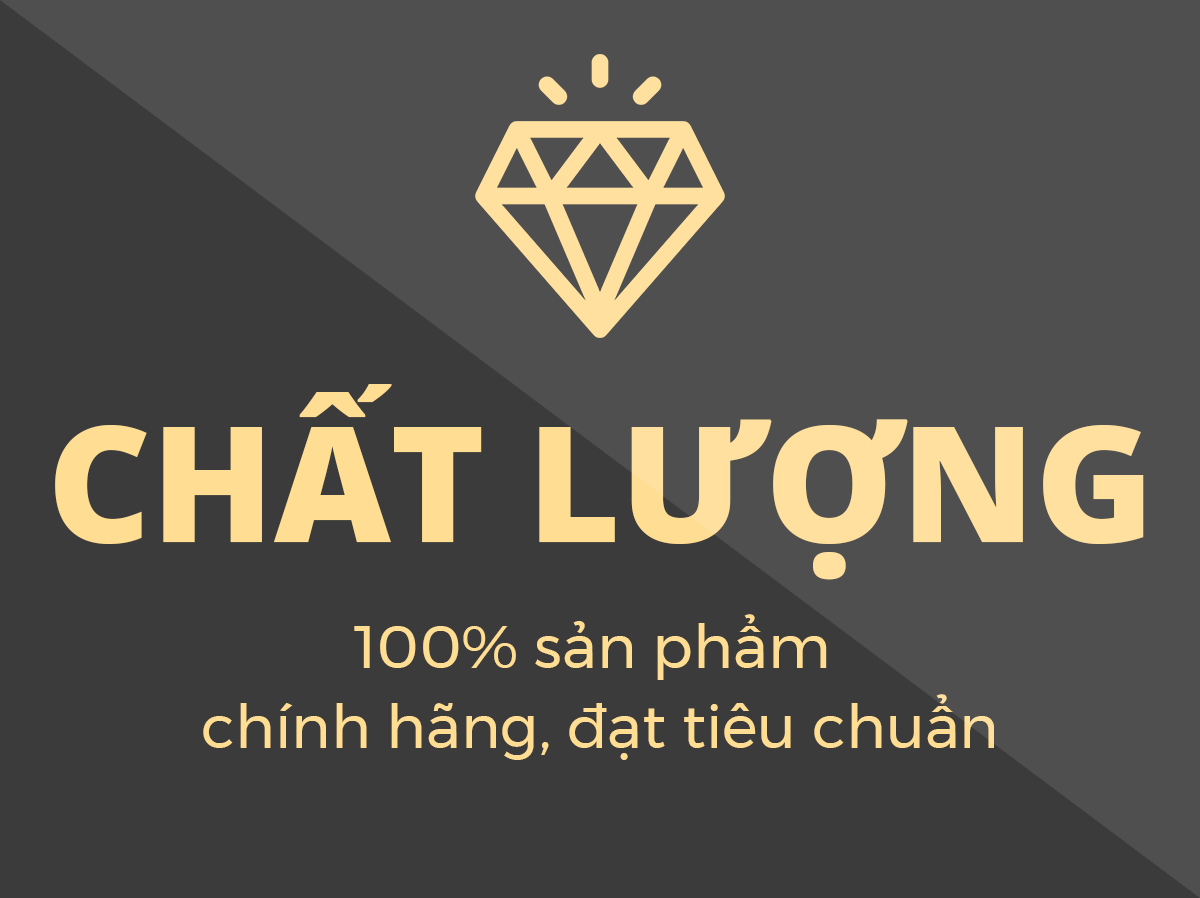 CHẤT LƯỢNG
100% sản phẩm
chính hãng, đạt tiêu chuẩn